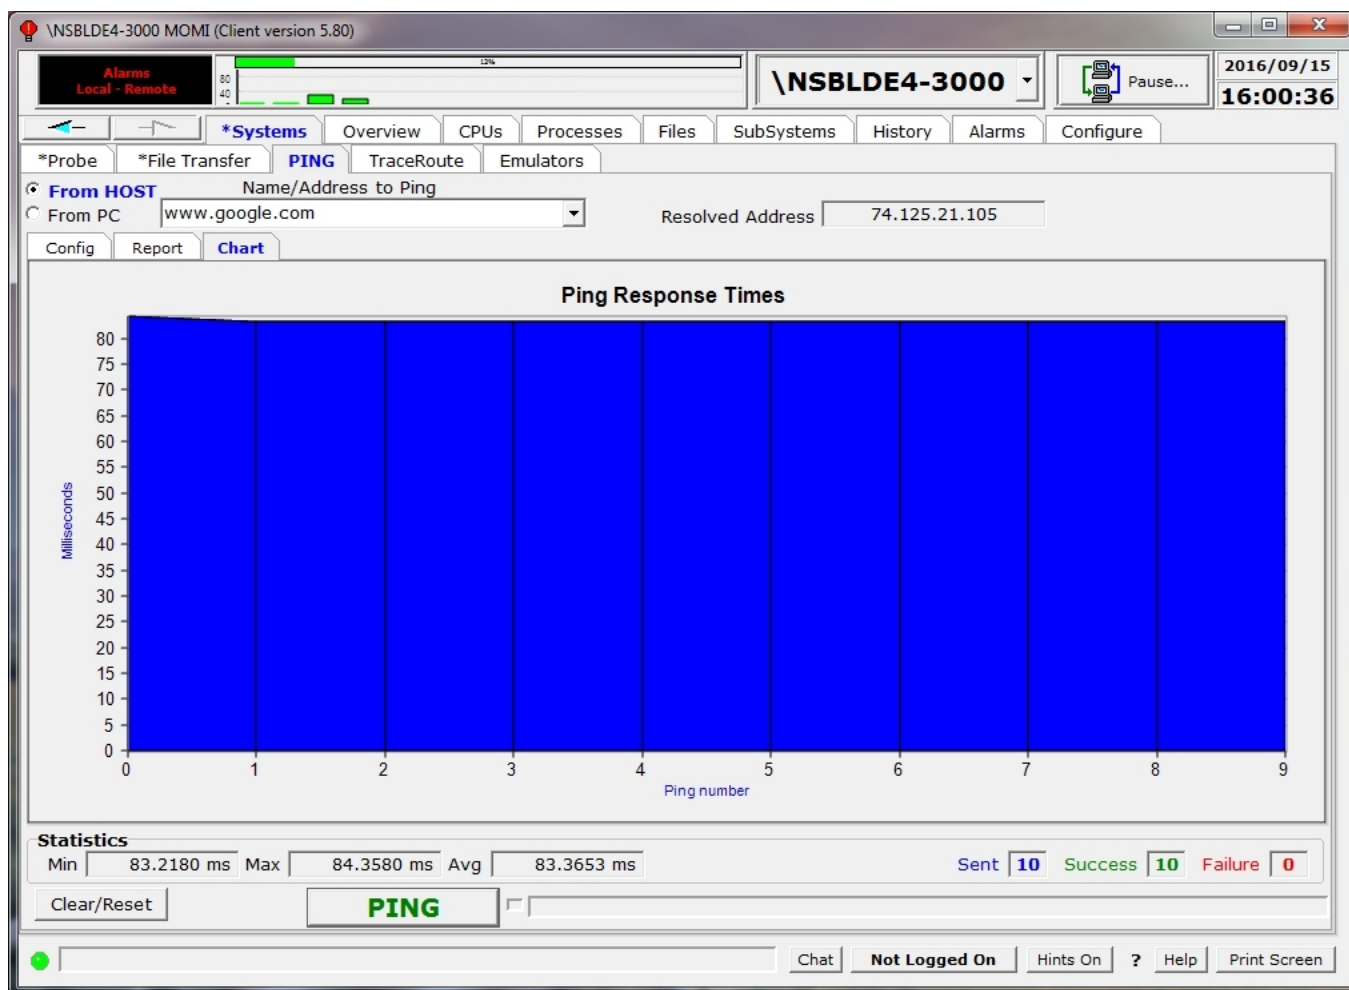 \NSBLDE4-3000 MOMI (Client version 5.80)
Alarms
Local - Remote
80
40
12%
\NSBLDE4-3000
Pause...
2016/09/15
16:00:36
*Systems Overview CPUs Processes Files SubSystems History Alarms Configure
*Probe *File Transfer PING TraceRoute Emulators
From HOST Name/Address to Ping
From PC www.google.com Resolved Address 74.125.21.105
Config Report Chart
Ping Response Times
80
75
70
65
60
55
50
45
40
35
30
25
20
15
10
5
0
Milliseconds
0 1 2 3 4 5 6 7 8 9
Ping number
Statistics
Min 83.2180 ms Max 84.3580 ms Avg 83.3653 ms Sent 10 Success 10 Failure 0
Clear/Reset PING
Chat Not Logged On Hints On ? Help Print Screen